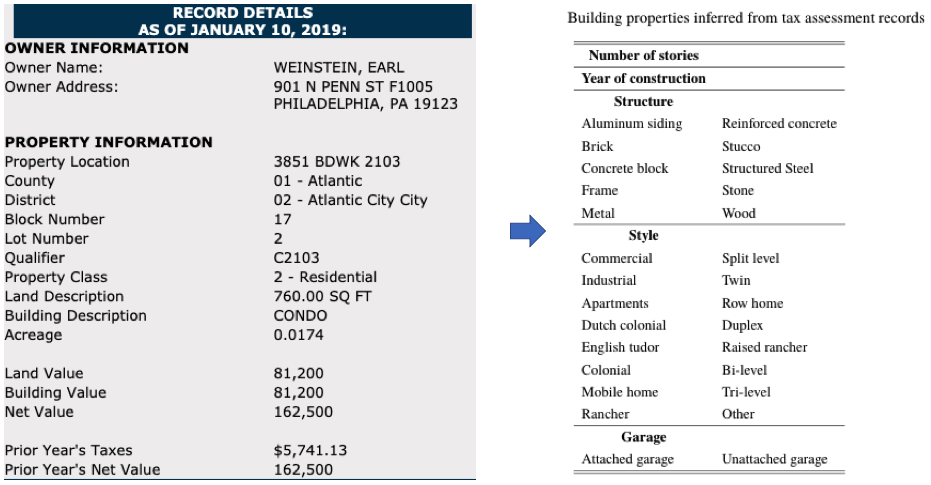 RECORD DETAILS
AS OF JANUARY 10, 2019:
OWNER INFORMATION
Owner Name: WEINSTEIN, EARL
Owner Address: 901 N PENN ST F1005
PHILADELPHIA, PA 19123
PROPERTY INFORMATION
Property Location 3851 BDWK 2103
County 01 - Atlantic
District 02 - Atlantic City City
Block Number 17
Lot Number 2
Qualifier C2103
Property Class 2 - Residential
Land Description 760.00 SQ FT
Building Description CONDO
Acreage 0.0174
Land Value 81,200
Building Value 81,200
Net Value 162,500
Prior Year's Taxes $5,741.13
Prior Year's Net Value 162,500
Building properties inferred from tax assessment records
Number of stories
Year of construction
Structure
Aluminum siding Reinforced concrete
Brick Stucco
Concrete block Structured Steel
Frame Stone
Metal Wood
Style
Commercial Split level
Industrial Twin
Apartments Row home
Dutch colonial Duplex
English tudor Raised rancher
Colonial Bi-level
Mobile home Tri-level
Rancher Other
Garage
Attached garage Unattached garage